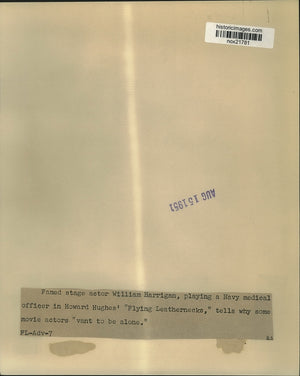 historicimages.com
nox21781
AUG 15 1951
Famed stage actor William Harrigan, playing a Navy medical
officer in Howard Hughes' "Flying Leathernecks," tells why some
movie actors "want to be alone."
FL-Adv-7